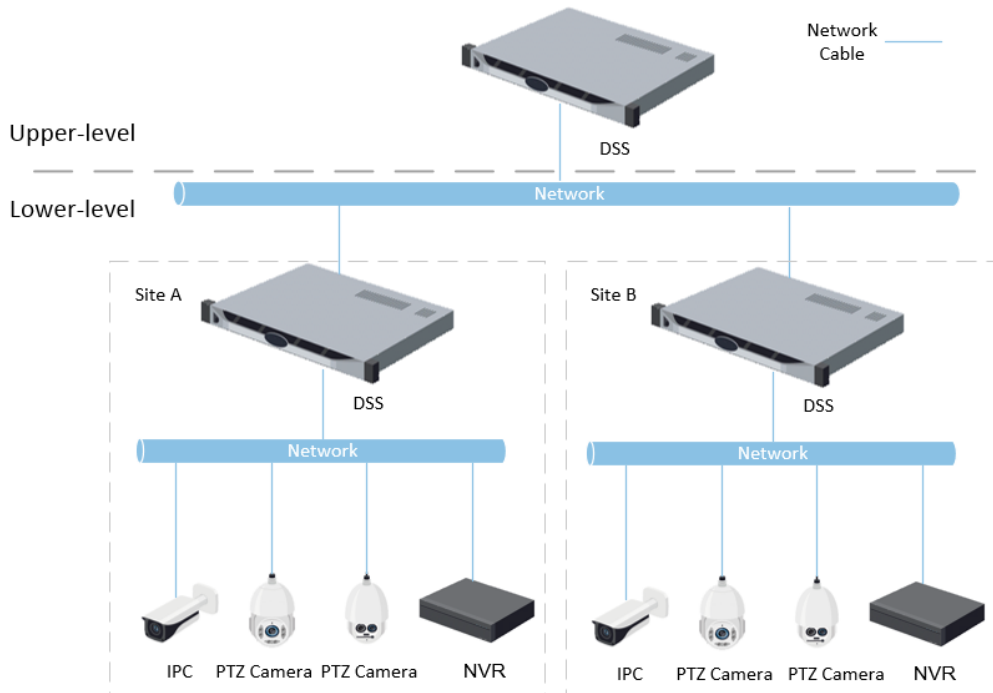 Network
Cable
DSS
Upper-level
Network
Lower-level
Site A
Site B
DSS
DSS
Network
Network
IPC
PTZ Camera
PTZ Camera
NVR
IPC
PTZ Camera
PTZ Camera
NVR